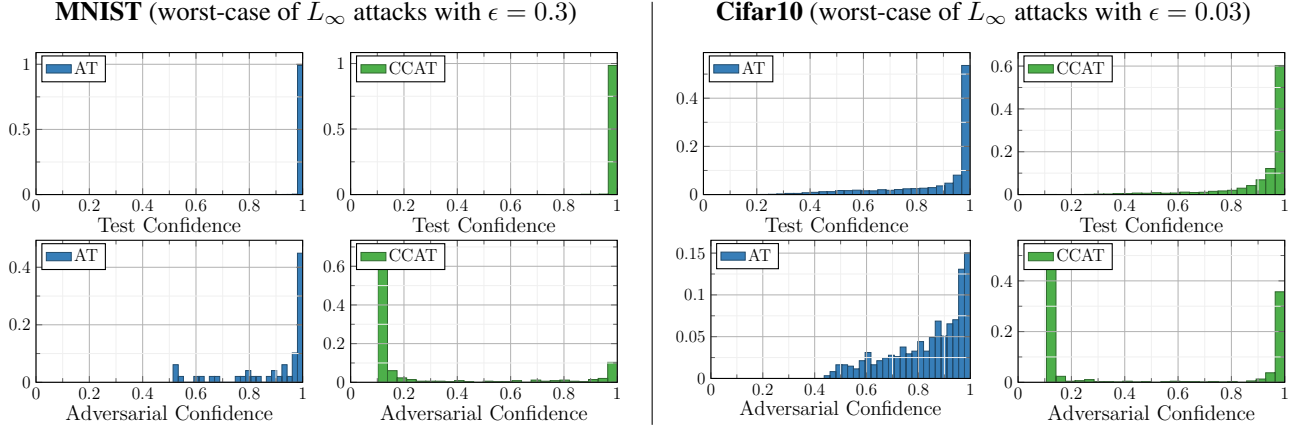 MNIST (worst-case of L∞ attacks with ϵ = 0.3)
Cifar10 (worst-case of L∞ attacks with ϵ = 0.03)
AT
1
0.5
0
0 0.2 0.4 0.6 0.8 1
Test Confidence
CCAT
1
0.5
0
0 0.2 0.4 0.6 0.8 1
Test Confidence
AT
0.4
0.2
0
0 0.2 0.4 0.6 0.8 1
Test Confidence
CCAT
0.6
0.4
0.2
0
0 0.2 0.4 0.6 0.8 1
Test Confidence
AT
0.4
0.2
0
0 0.2 0.4 0.6 0.8 1
Adversarial Confidence
CCAT
0.6
0.4
0.2
0
0 0.2 0.4 0.6 0.8 1
Adversarial Confidence
AT
0.15
0.1
0.05
0
0 0.2 0.4 0.6 0.8 1
Adversarial Confidence
CCAT
0.4
0.2
0
0 0.2 0.4 0.6 0.8 1
Adversarial Confidence